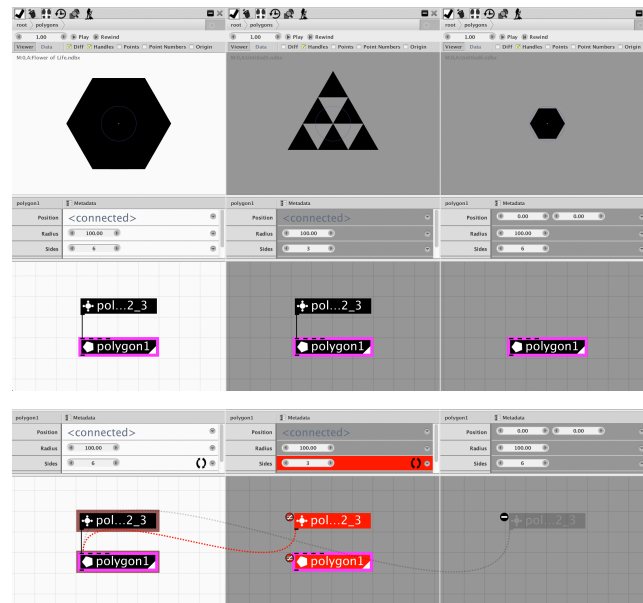 root polygons
root polygons
root polygons
1.00 Play Rewind
1.00 Play Rewind
1.00 Play Rewind
Viewer Data Diff Handles Points Point Numbers Origin
Viewer Data Diff Handles Points Point Numbers Origin
Viewer Data Diff Handles Points Point Numbers Origin
polygon1 Metadata
polygon1 Metadata
polygon1 Metadata
Position <connected>
Position <connected>
Position 0.00 0.00
Radius 100.00
Radius 100.00
Radius 100.00
Sides 6
Sides 3
Sides 6
pol...2_3
pol...2_3
polygon1
polygon1
polygon1
polygon1 Metadata
polygon1 Metadata
polygon1 Metadata
Position <connected>
Position <connected>
Position 0.00 0.00
Radius 100.00
Radius 100.00
Radius 100.00
Sides 6
Sides 3
Sides 6
pol...2_3
pol...2_3
pol...2_3
polygon1
polygon1